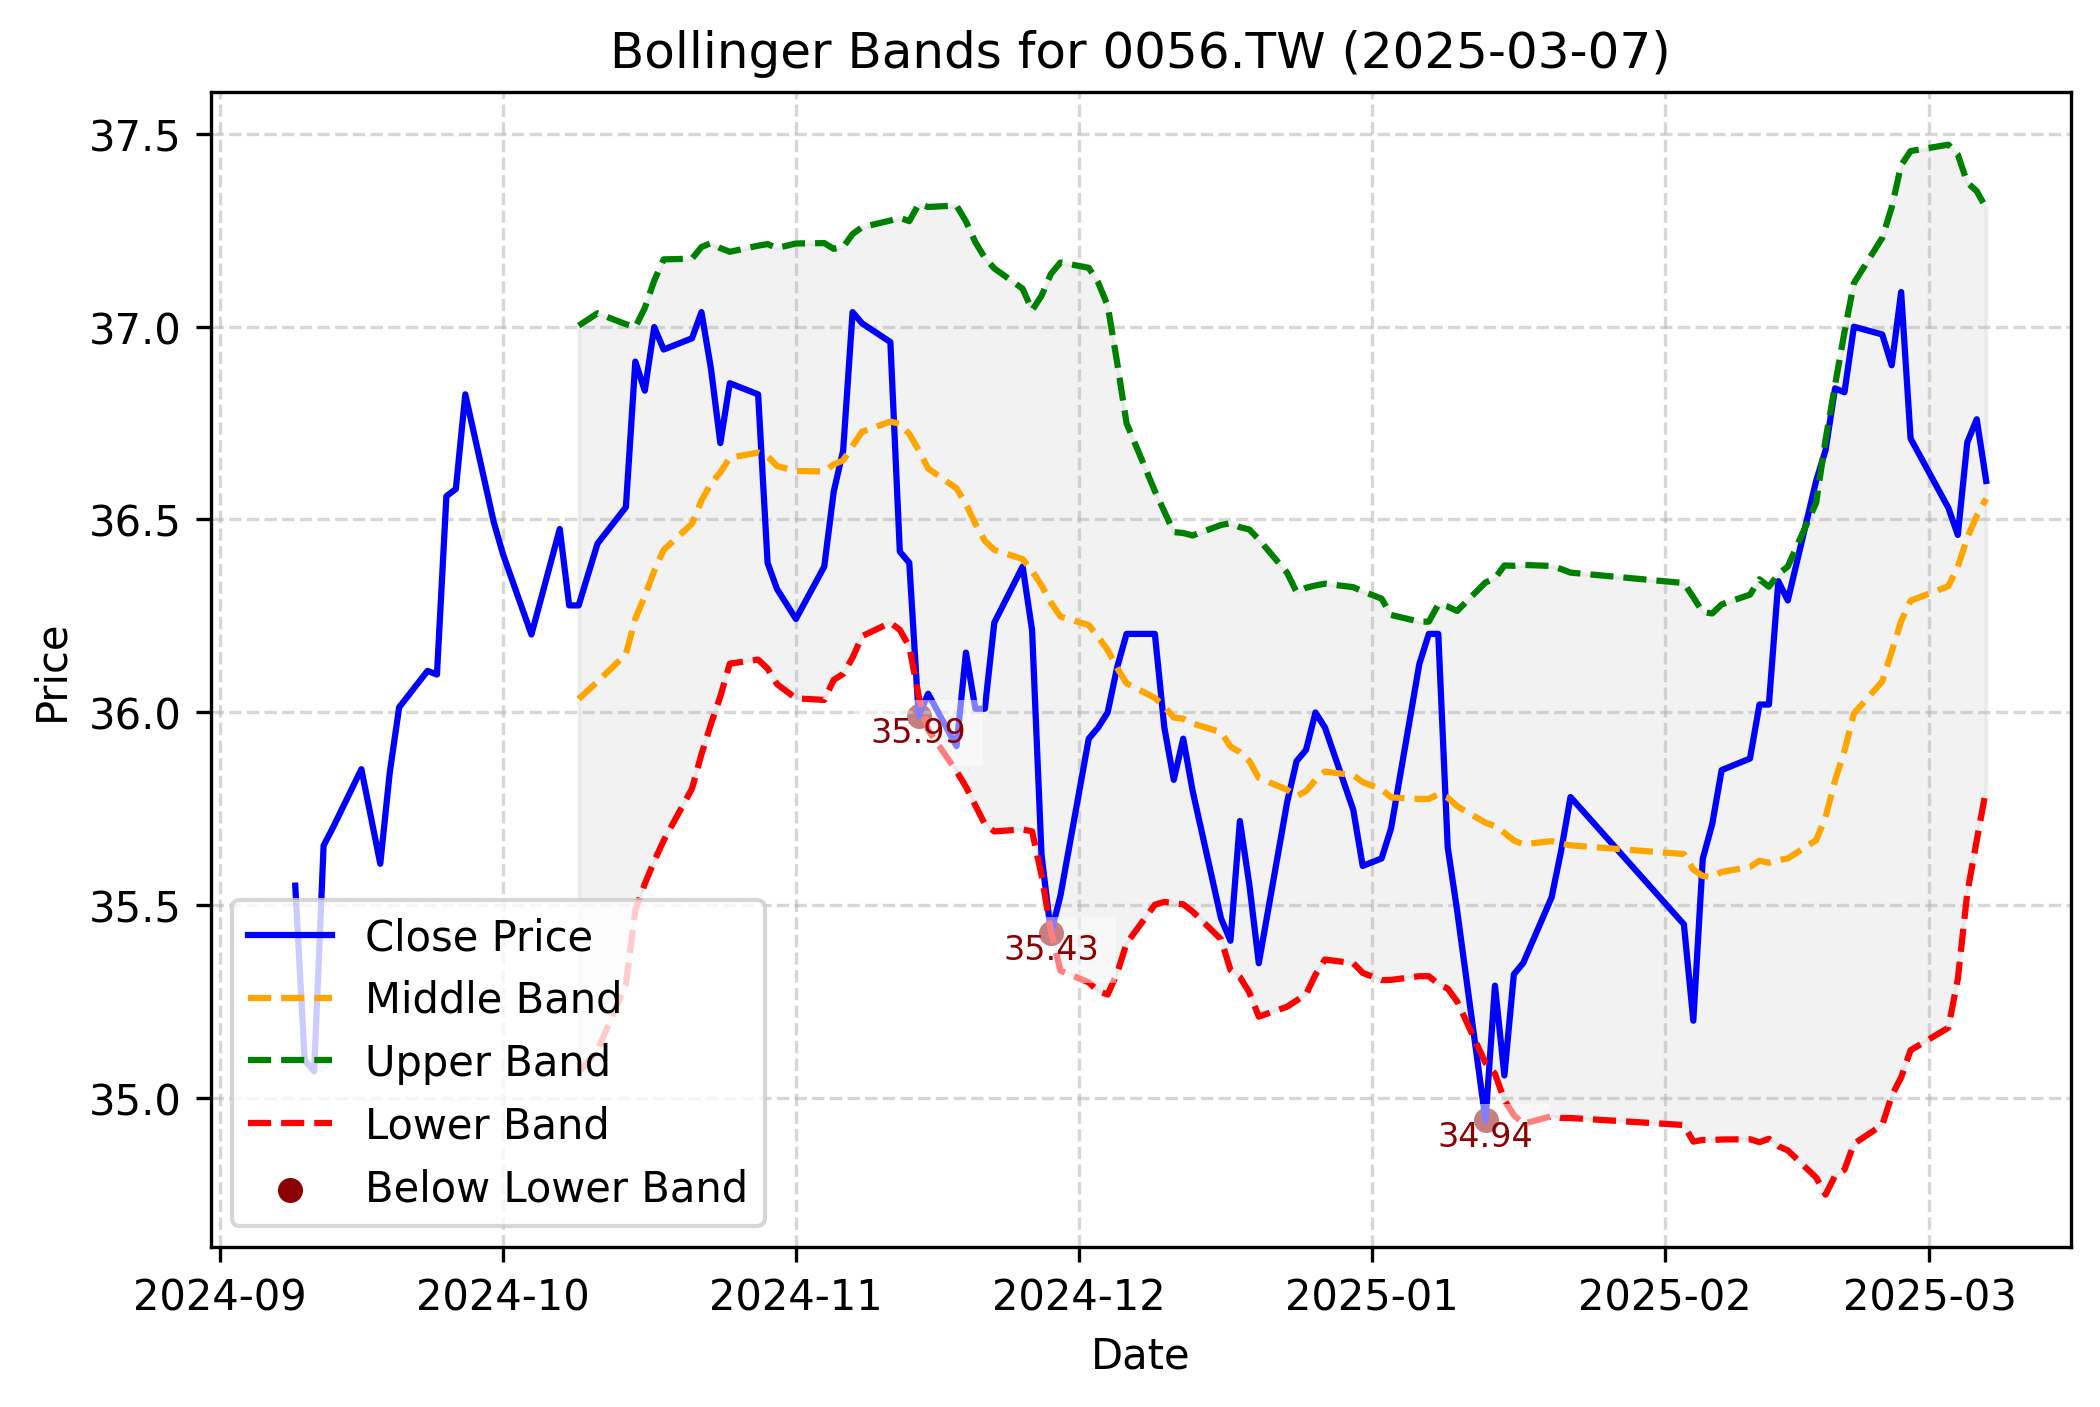 Bollinger Bands for 0056.TW (2025-03-07)
Price
37.5
37.0
36.5
36.0
35.5
35.0
35.99
35.43
34.94
Close Price
Middle Band
Upper Band
Lower Band
Below Lower Band
2024-09 2024-10 2024-11 2024-12 2025-01 2025-02 2025-03
Date